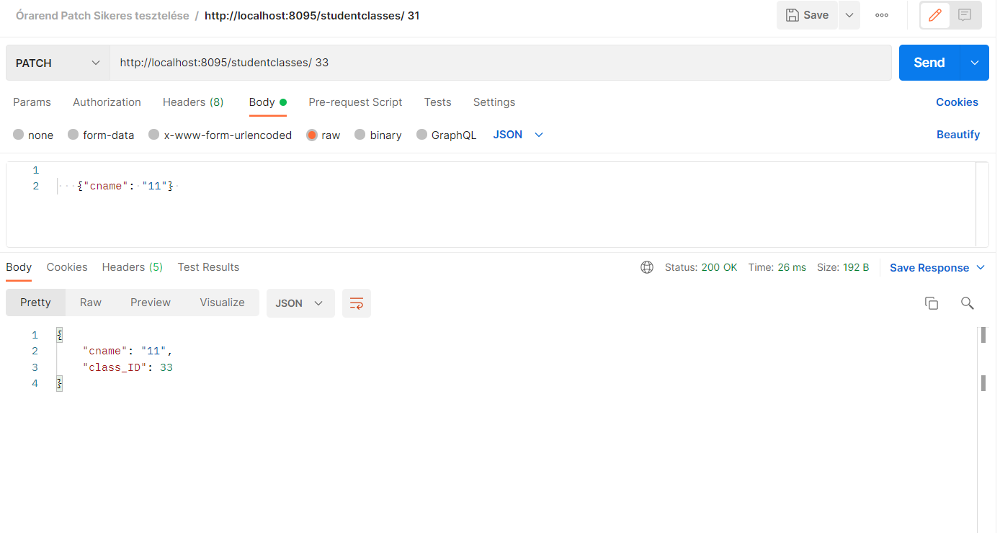 Órarend Patch Sikeres tesztelése / http://localhost:8095/studentclasses/ 31 Save
PATCH http://localhost:8095/studentclasses/ 33 Send
Params Authorization Headers (8) Body Pre-request Script Tests Settings Cookies
none form-data x-www-form-urlencoded raw binary GraphQL JSON Beautify
1
2 {"cname": "11"}
Body Cookies Headers (5) Test Results Status: 200 OK Time: 26 ms Size: 192 B Save Response
Pretty Raw Preview Visualize JSON
1 {
2 "cname": "11",
3 "class_ID": 33
4 }